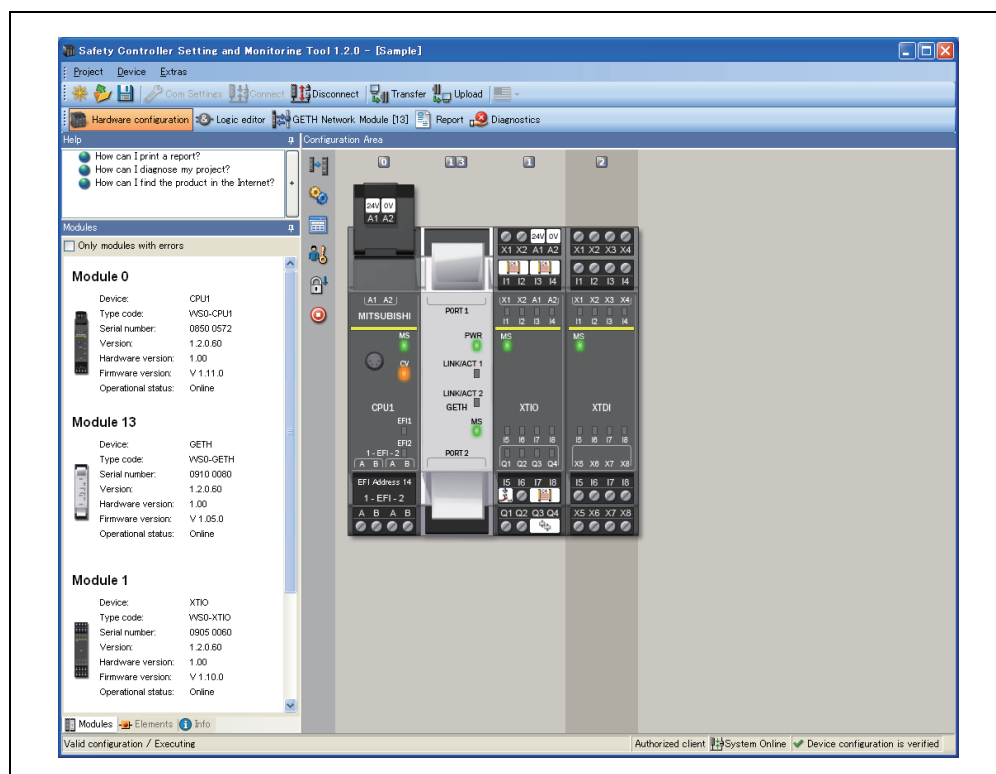 Safety Controller Setting and Monitoring Tool 1.2.0 - [Sample]
Project Device Extras
Com Settings Connect Disconnect Transfer Upload
Hardware configuration Logic editor GETH Network Module [13] Report Diagnostics
Help
How can I print a report?
How can I diagnose my project?
How can I find the product in the Internet?
Modules
Only modules with errors
Module 0
Device: CPU1
Type code: WS0-CPU1
Serial number: 0850 0572
Version: 1.2.0.60
Hardware version: 1.00
Firmware version: V 1.11.0
Operational status: Online
Module 13
Device: GETH
Type code: WS0-GETH
Serial number: 0910 0080
Version: 1.2.0.60
Hardware version: 1.00
Firmware version: V 1.05.0
Operational status: Online
Module 1
Device: XTIO
Type code: WS0-XTIO
Serial number: 0905 0060
Version: 1.2.0.60
Hardware version: 1.00
Firmware version: V 1.10.0
Operational status: Online
Modules Elements Info
Configuration Area
0 13 1 2
24V 0V
A1 A2
A1 A2
MITSUBISHI
MS
CV
CPU1
EFI1
EFI2
1 - EFI - 2
A B A B
EFI Address 14
1 - EFI - 2
A B A B
PORT 1
PWR
LINK/ACT 1
LINK/ACT 2
GETH
MS
PORT 2
24V 0V
X1 X2 A1 A2
I1 I2 I3 I4
X1 X2 A1 A2
I1 I2 I3 I4
MS
XTIO
I5 I6 I7 I8
Q1 Q2 Q3 Q4
I5 I6 I7 I8
Q1 Q2 Q3 Q4
X1 X2 X3 X4
I1 I2 I3 I4
X1 X2 X3 X4
I1 I2 I3 I4
MS
XTDI
I5 I6 I7 I8
X5 X6 X7 X8
I5 I6 I7 I8
X5 X6 X7 X8
Valid configuration / Executing
Authorized client System Online Device configuration is verified